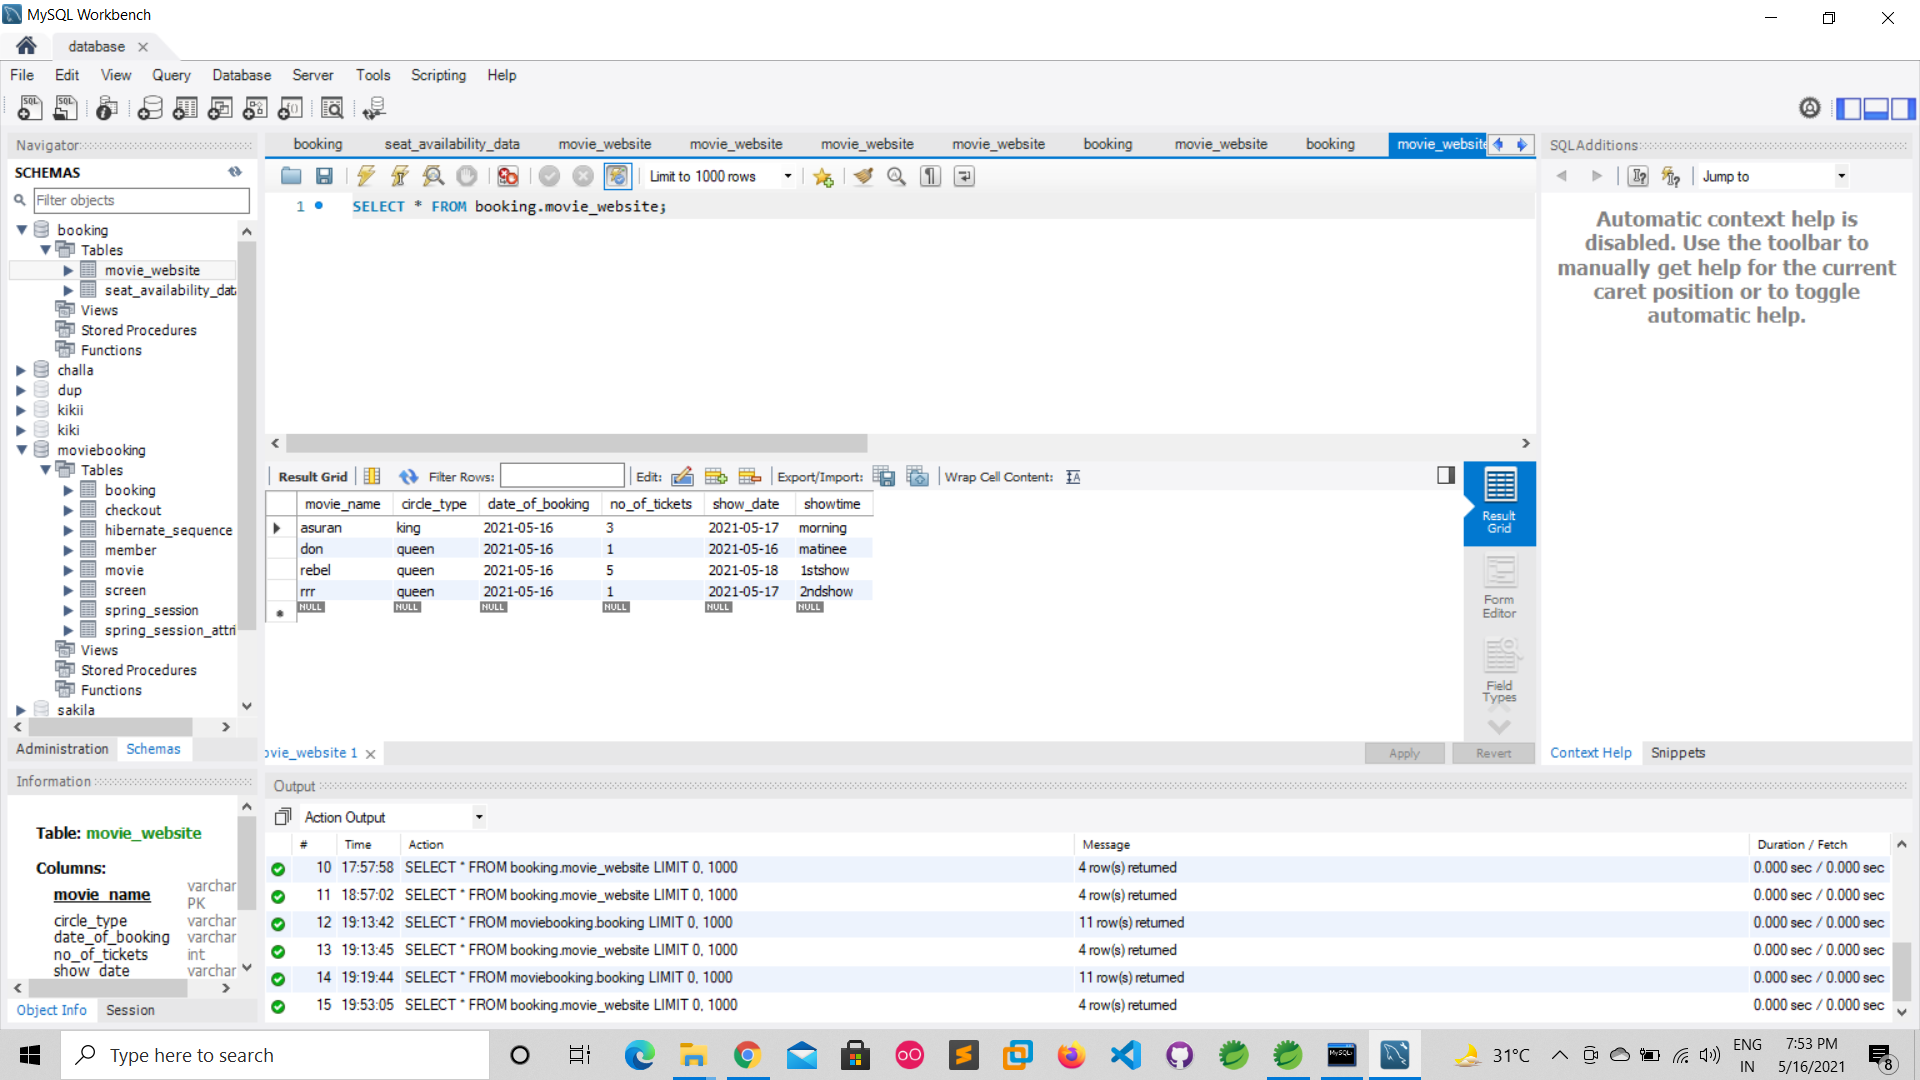 MySQL Workbench
database
File Edit View Query Database Server Tools Scripting Help
Navigator
SCHEMAS
Filter objects
booking
Tables
movie_website
seat_availability_dat
Views
Stored Procedures
Functions
challa
dup
kikii
kiki
moviebooking
Tables
booking
checkout
hibernate_sequence
member
movie
screen
spring_session
spring_session_attri
Views
Stored Procedures
Functions
sakila
Administration Schemas
Information
Table: movie_website
Columns:
movie_name varchar PK
circle_type varchar
date_of_booking varchar
no_of_tickets int
show_date varchar
Object Info Session
booking seat_availability_data movie_website movie_website movie_website movie_website booking movie_website booking movie_website
Limit to 1000 rows
1 SELECT * FROM booking.movie_website;
Result Grid Filter Rows: Edit: Export/Import: Wrap Cell Content:
movie_name circle_type date_of_booking no_of_tickets show_date showtime
asuran king 2021-05-16 3 2021-05-17 morning
don queen 2021-05-16 1 2021-05-16 matinee
rebel queen 2021-05-16 5 2021-05-18 1stshow
rrr queen 2021-05-16 1 2021-05-17 2ndshow
NULL NULL NULL NULL NULL NULL
Result Grid
Form Editor
Field Types
ovie_website 1
Apply Revert
SQLAdditions
Jump to
Automatic context help is
disabled. Use the toolbar to
manually get help for the current
caret position or to toggle
automatic help.
Context Help Snippets
Output
Action Output
# Time Action Message Duration / Fetch
10 17:57:58 SELECT * FROM booking.movie_website LIMIT 0, 1000 4 row(s) returned 0.000 sec / 0.000 sec
11 18:57:02 SELECT * FROM booking.movie_website LIMIT 0, 1000 4 row(s) returned 0.000 sec / 0.000 sec
12 19:13:42 SELECT * FROM moviebooking.booking LIMIT 0, 1000 11 row(s) returned 0.000 sec / 0.000 sec
13 19:13:45 SELECT * FROM booking.movie_website LIMIT 0, 1000 4 row(s) returned 0.000 sec / 0.000 sec
14 19:19:44 SELECT * FROM moviebooking.booking LIMIT 0, 1000 11 row(s) returned 0.000 sec / 0.000 sec
15 19:53:05 SELECT * FROM booking.movie_website LIMIT 0, 1000 4 row(s) returned 0.000 sec / 0.000 sec
Type here to search
31°C
ENG
IN
7:53 PM
5/16/2021
8